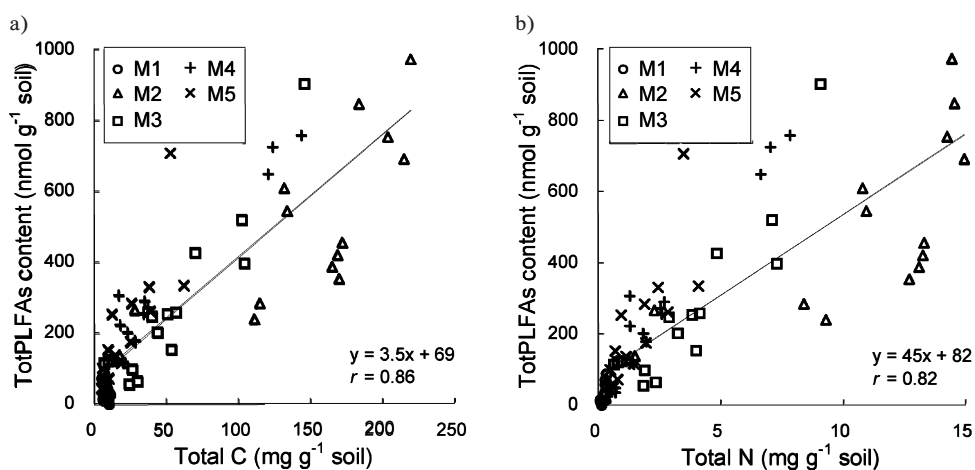 a)
TotPLFAs content (nmol g-1 soil)
1000
800
600
400
200
0
M1 M4
M2 M5
M3
y = 3.5x + 69
r = 0.86
0 50 100 150 200 250
Total C (mg g-1 soil)
b)
TotPLFAs content (nmol g-1 soil)
1000
800
600
400
200
0
M1 M4
M2 M5
M3
y = 45x + 82
r = 0.82
0 5 10 15
Total N (mg g-1 soil)